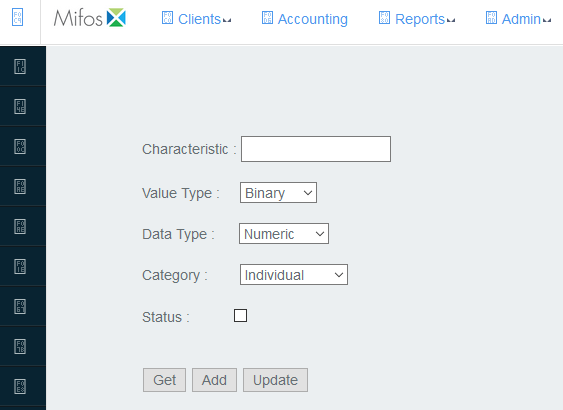 Mifos Clients Accounting Reports Admin
Characteristic :
Value Type : Binary
Data Type : Numeric
Category : Individual
Status :
Get Add Update